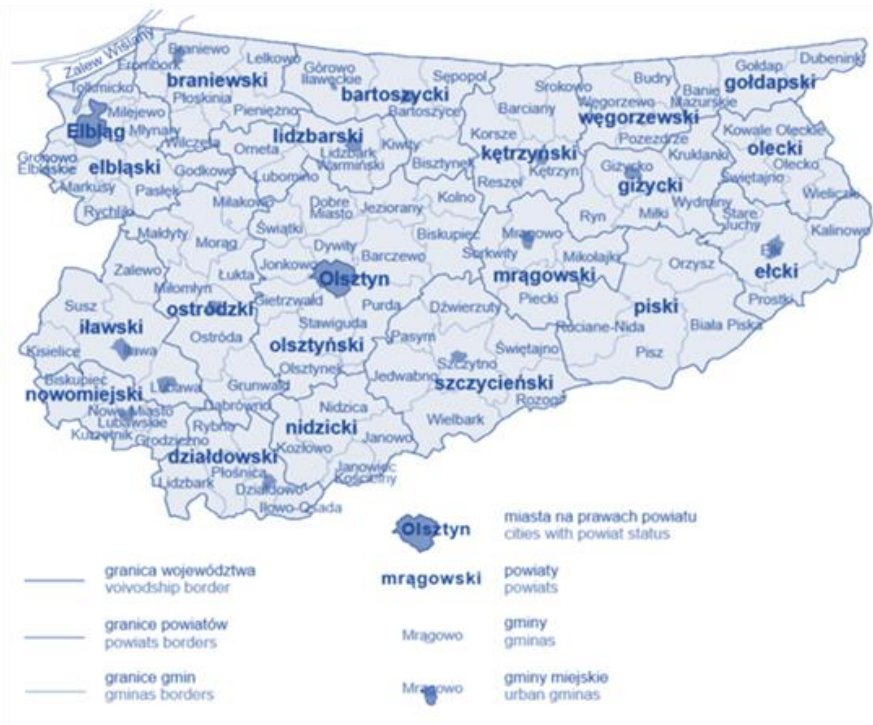 Zalew Wiślany
Frombork
Braniewo
braniewski
Lelkowo
Górowo
Iławeckie
bartoszycki
Sępopol
Bartoszyce
Srokowo
Barciany
Węgorzewo
Budry
węgorzewski
Banie
Mazurskie
Gołdap
gołdapski
Dubeninki
Tolkmicko
Płoskinia
Pieniężno
Elbląg
Milejewo
Młynary
Wilczęta
Orneta
lidzbarski
Lidzbark
Warmiński
Kiwity
Bisztynek
Korsze
kętrzyński
Kętrzyn
Reszel
Pozezdrze
Kruklanki
Giżycko
giżycki
Wydminy
Kowale Oleckie
olecki
Olecko
Świętajno
Wieliczki
Gronowo
Elbląskie
elbląski
Markusy
Pasłęk
Godkowo
Lubomino
Rychliki
Miłakowo
Dobre
Miasto
Jeziorany
Kolno
Ryn
Miłki
Stare
Juchy
Kalinowo
Małdyty
Morąg
Świątki
Dywity
Barczewo
Biskupiec
Mrągowo
Sorkwity
Mikołajki
Orzysz
Ełk
ełcki
Prostki
Zalewo
Łukta
Jonkowo
Olsztyn
mrągowski
Piecki
piski
Miłomłyn
ostródzki
Gietrzwałd
Purda
Dźwierzuty
Susz
iławski
Iława
Kisielice
Ostróda
Stawiguda
olsztyński
Olsztynek
Pasym
Szczytno
Świętajno
Jedwabno
szczycieński
Rozogi
Rociane-Nida
Biała Piska
Pisz
Biskupiec
nowomiejski
Lubawa
Nowe Miasto
Lubawskie
Kurzętnik
Grodziczno
Grunwald
Dąbrówno
Rybno
Nidzica
nidzicki
Kozłowo
Janowo
Janowiec
Kościelny
Wielbark
działdowski
Płośnica
Lidzbark
Działdowo
Iłowo-Osada
Olsztyn
miasta na prawach powiatu
cities with powiat status
granica województwa
voivodship border
mrągowski
powiaty
powiats
granice powiatów
powiats borders
Mrągowo
gminy
gminas
granice gmin
gminas borders
Mrągowo
gminy miejskie
urban gminas